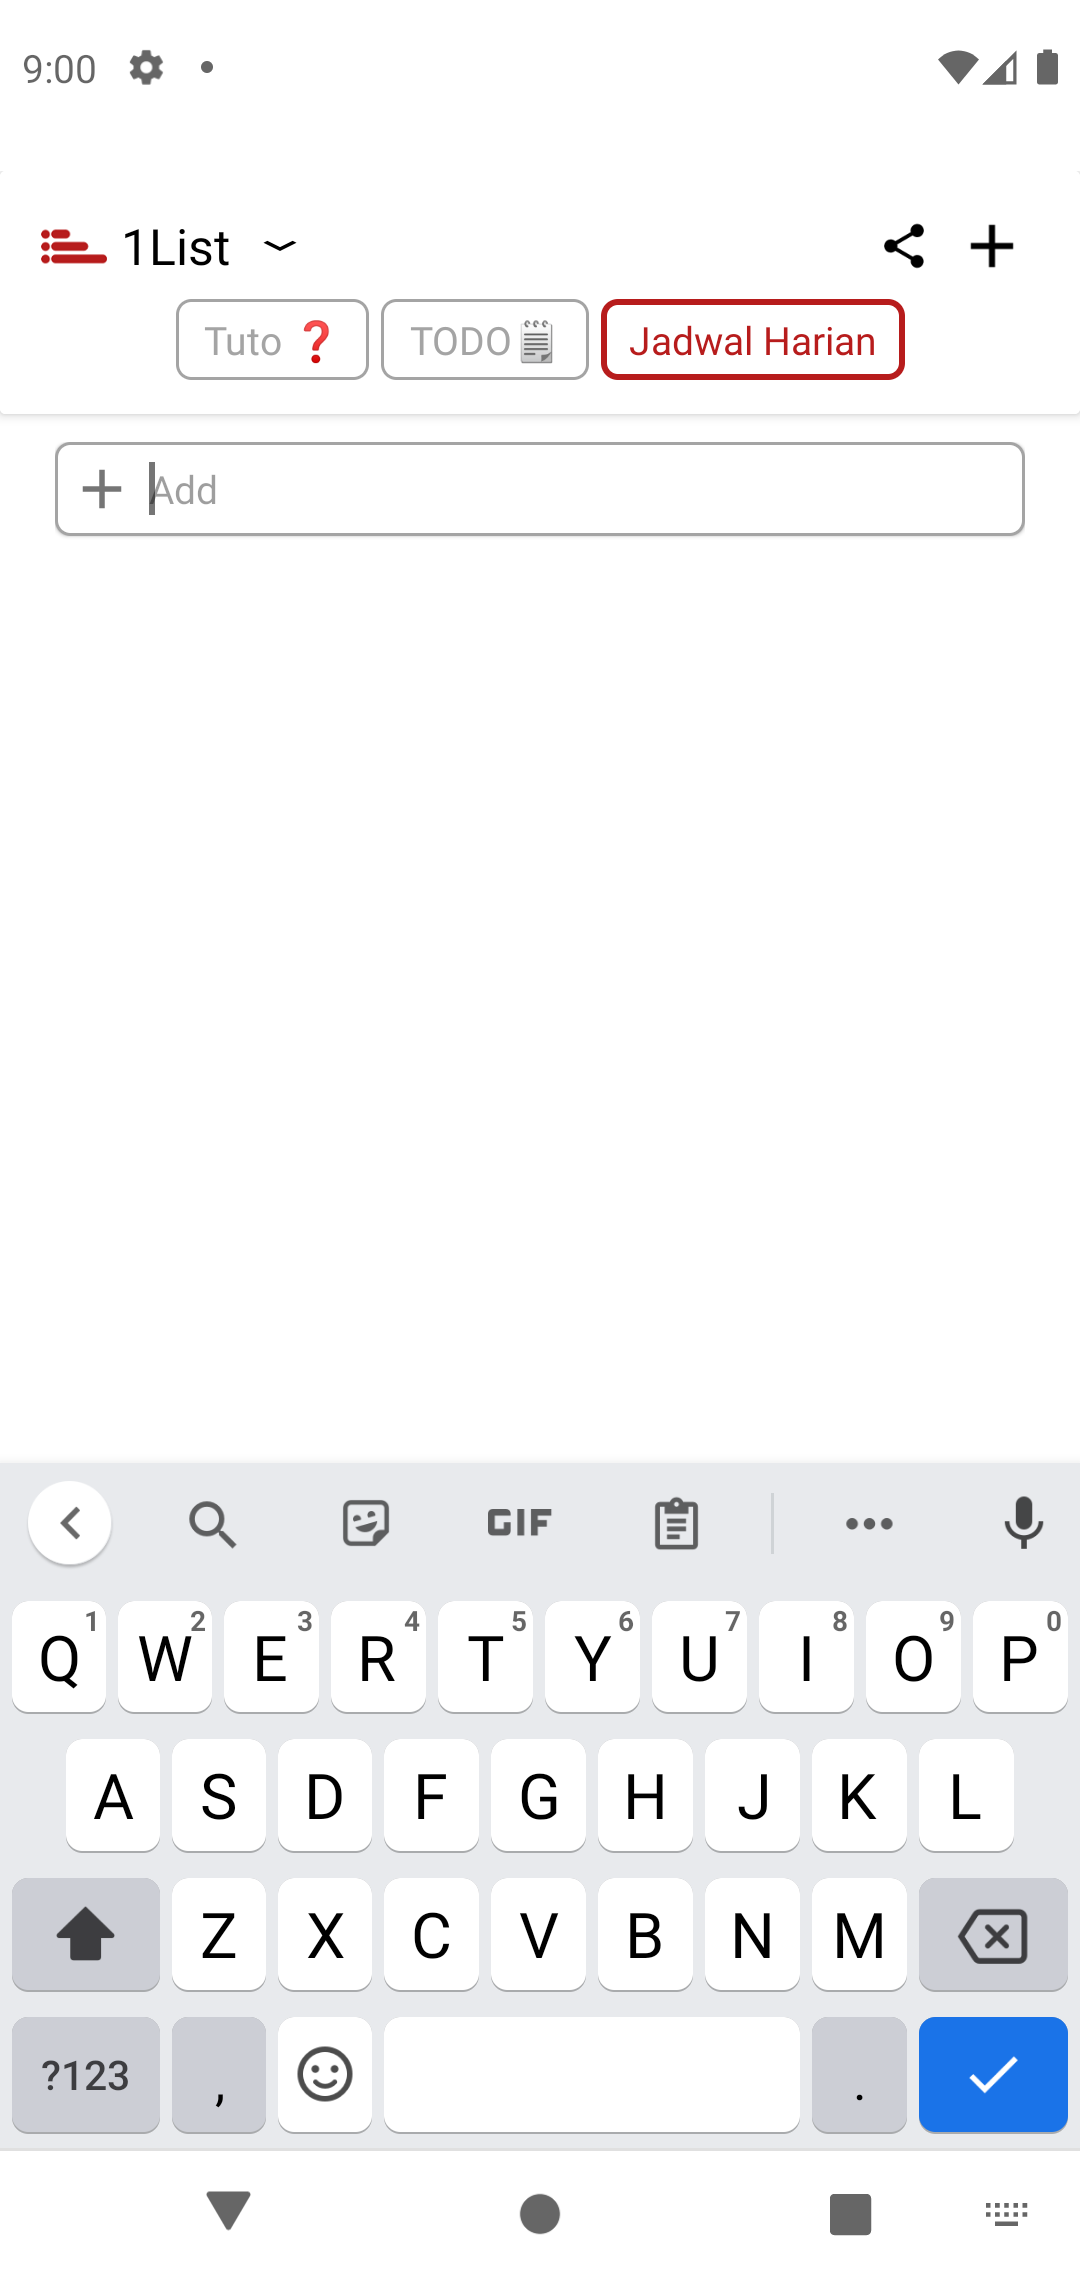 9:00
1List
Tuto ❓ TODO🗒 Jadwal Harian
Add
GIF
Q 1 W 2 E 3 R 4 T 5 Y 6 U 7 I 8 O 9 P 0
A S D F G H J K L
Z X C V B N M
?123 , .